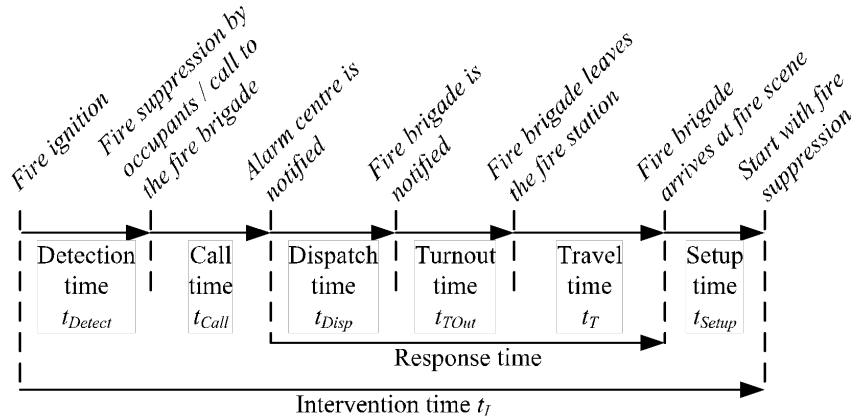 Fire ignition
Fire suppression by
occupants / call to
the fire brigade
Alarm centre is
notified
Fire brigade is
notified
Fire brigade leaves
the fire station
Fire brigade
arrives at fire scene
Start with fire
suppression
Detection
time
tDetect
Call
time
tCall
Dispatch
time
tDisp
Turnout
time
tTOut
Travel
time
tT
Setup
time
tSetup
Response time
Intervention time tI